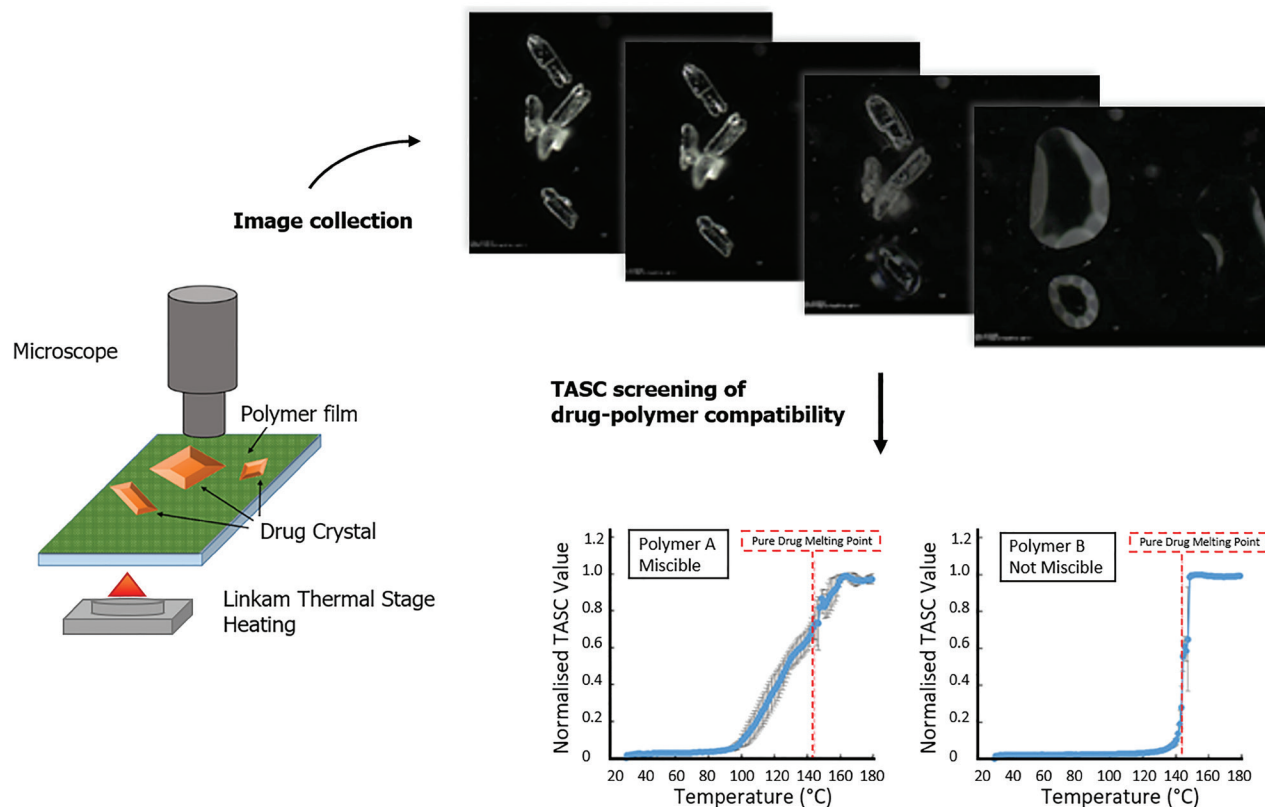 Image collection
Microscope
Polymer film
Drug Crystal
Linkam Thermal Stage
Heating
TASC screening of
drug-polymer compatibility
Normalised TASC Value
1.2
1.0
0.8
0.6
0.4
0.2
0
Polymer A
Miscible
Pure Drug Melting Point
20 40 60 80 100 120 140 160 180
Temperature (°C)
Normalised TASC Value
1.2
1.0
0.8
0.6
0.4
0.2
0
Polymer B
Not Miscible
Pure Drug Melting Point
20 40 60 80 100 120 140 160 180
Temperature (°C)